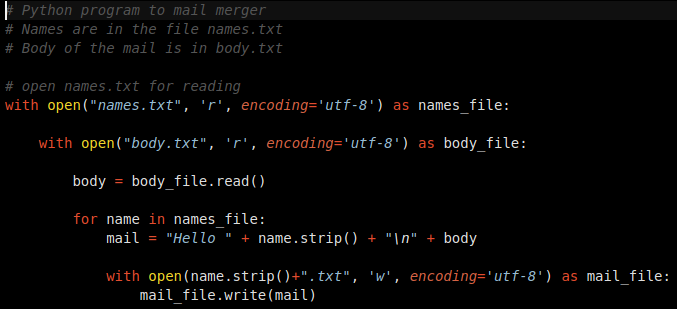 # Python program to mail merger
# Names are in the file names.txt
# Body of the mail is in body.txt

# open names.txt for reading
with open("names.txt", 'r', encoding='utf-8') as names_file:

    with open("body.txt", 'r', encoding='utf-8') as body_file:

        body = body_file.read()

        for name in names_file:
            mail = "Hello " + name.strip() + "\n" + body

            with open(name.strip()+".txt", 'w', encoding='utf-8') as mail_file:
                mail_file.write(mail)